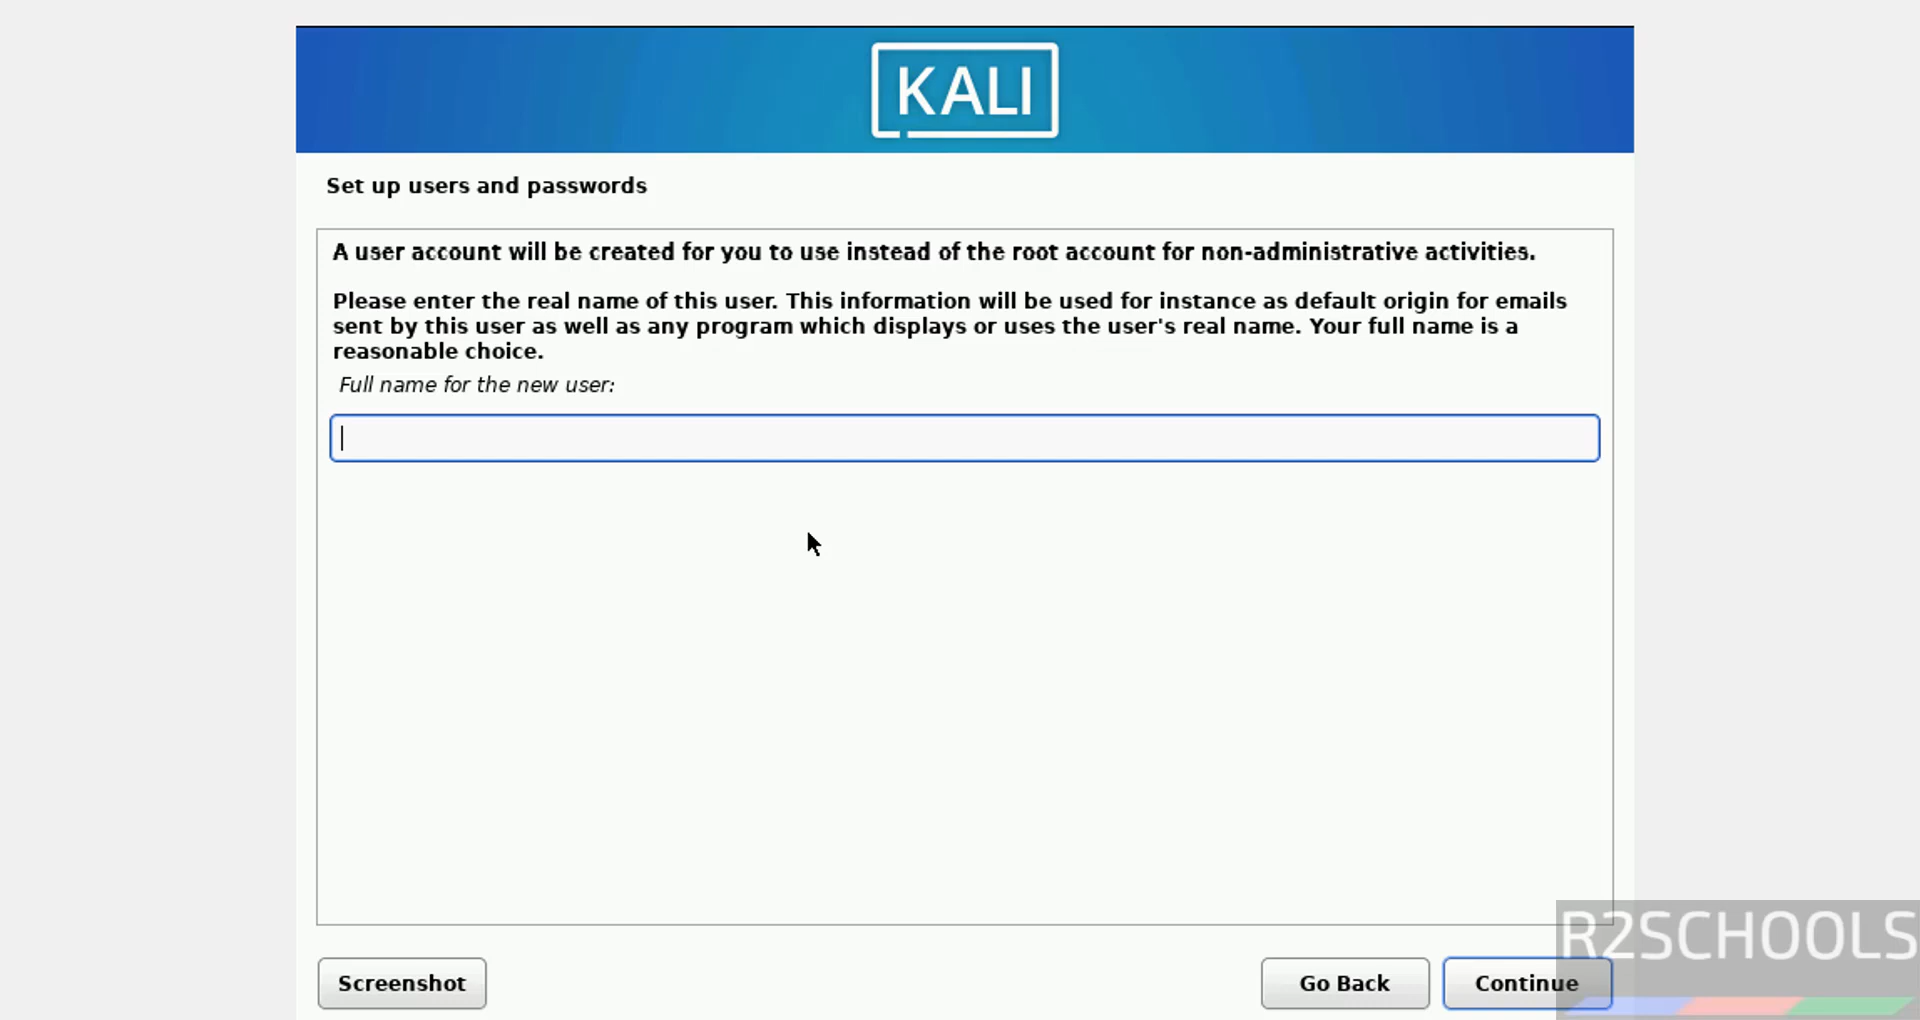 KALI
Set up users and passwords
A user account will be created for you to use instead of the root account for non-administrative activities.
Please enter the real name of this user. This information will be used for instance as default origin for emails
sent by this user as well as any program which displays or uses the user's real name. Your full name is a
reasonable choice.
Full name for the new user:
R2SCHOOLS
Screenshot
Go Back
Continue